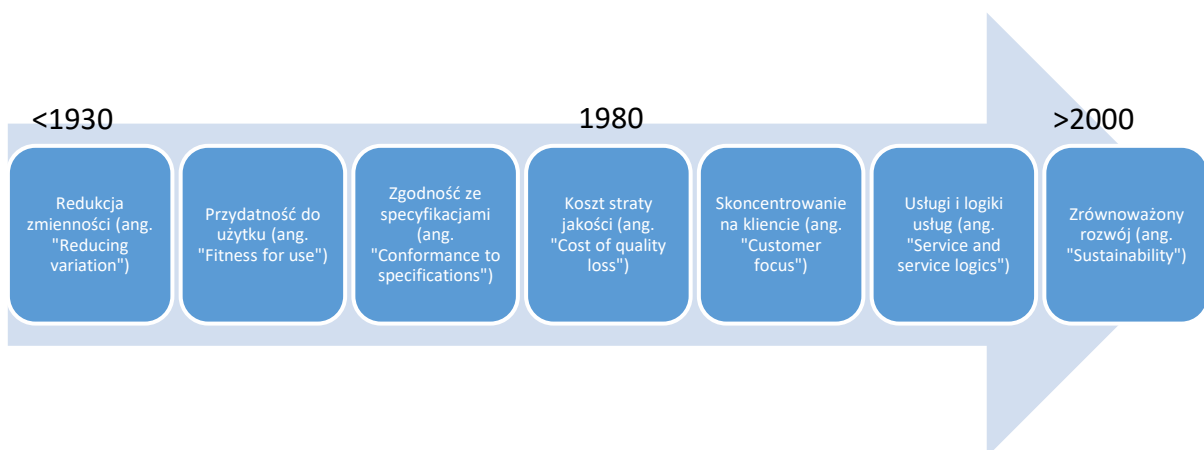 <1930
1980
>2000
Redukcja
zmienności (ang.
"Reducing
variation")
Przydatność do
użytku (ang.
"Fitness for use")
Zgodność ze
specyfikacjami
(ang.
"Conformance to
specifications")
Koszt straty
jakości (ang.
"Cost of quality
loss")
Skoncentrowanie
na kliencie (ang.
"Customer
focus")
Usługi i logiki
usług (ang.
"Service and
service logics")
Zrównoważony
rozwój (ang.
"Sustainability")